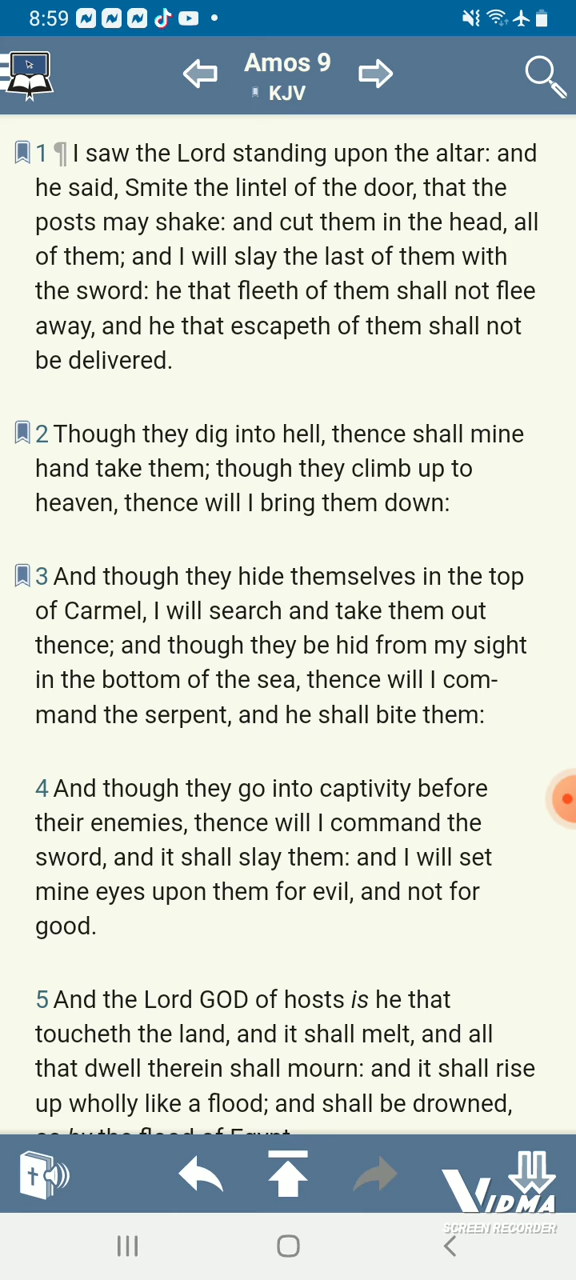 8:59
Amos 9
KJV
1 ¶ I saw the Lord standing upon the altar: and
he said, Smite the lintel of the door, that the
posts may shake: and cut them in the head, all
of them; and I will slay the last of them with
the sword: he that fleeth of them shall not flee
away, and he that escapeth of them shall not
be delivered.
2 Though they dig into hell, thence shall mine
hand take them; though they climb up to
heaven, thence will I bring them down:
3 And though they hide themselves in the top
of Carmel, I will search and take them out
thence; and though they be hid from my sight
in the bottom of the sea, thence will I com-
mand the serpent, and he shall bite them:
4 And though they go into captivity before
their enemies, thence will I command the
sword, and it shall slay them: and I will set
mine eyes upon them for evil, and not for
good.
5 And the Lord GOD of hosts is he that
toucheth the land, and it shall melt, and all
that dwell therein shall mourn: and it shall rise
up wholly like a flood; and shall be drowned,
as by the flood of Egypt
VIDMA
SCREEN RECORDER